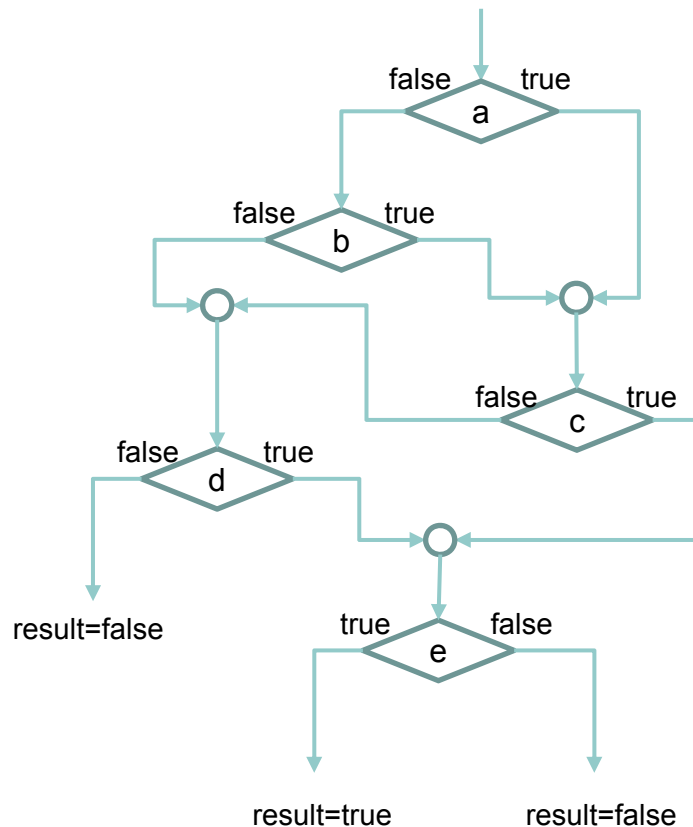 false true
a
false true
b
false true
c
false true
d
result=false
true false
e
result=true result=false